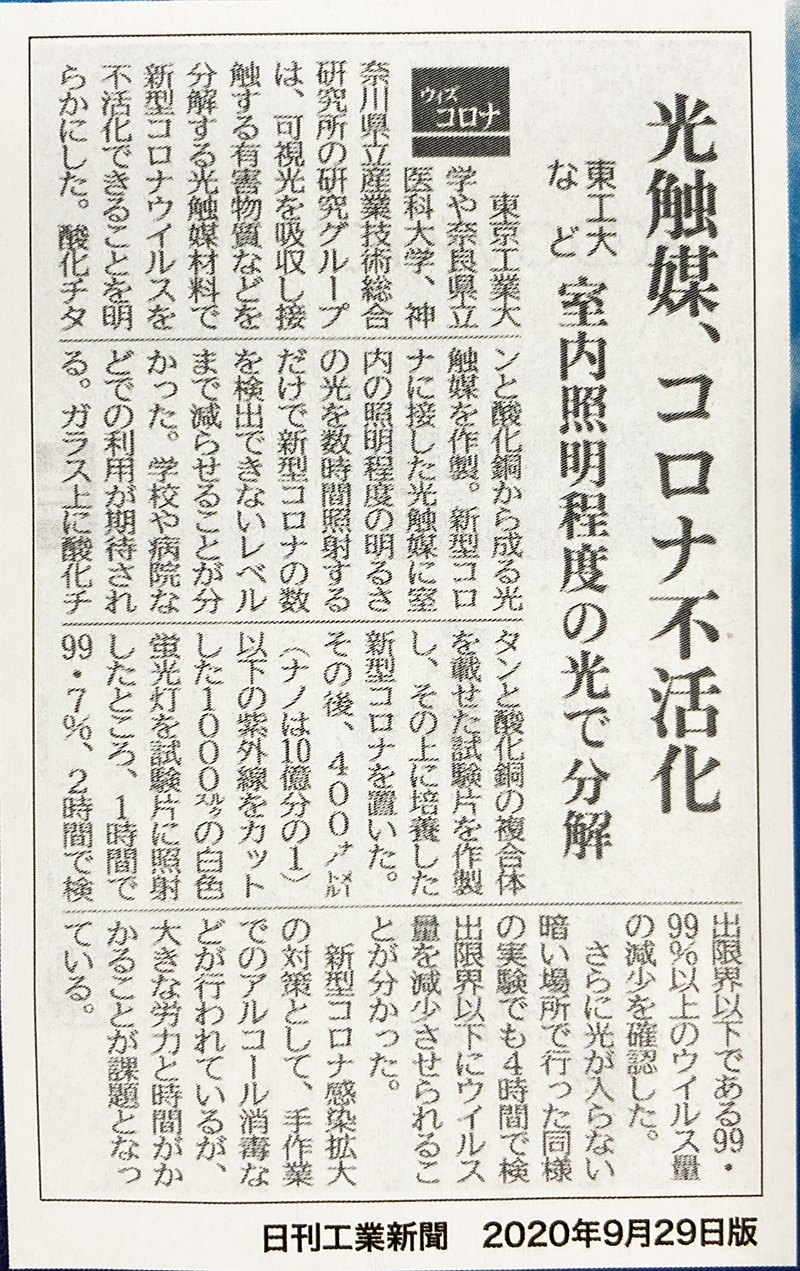 光触媒、コロナ不活化
東工大
など
室内照明程度の光で分解
ウィズ
コロナ
東京工業大
学や奈良県立
医科大学、神
奈川県立産業技術総合
研究所の研究グループ
は、可視光を吸収し接
触する有害物質などを
分解する光触媒材料で
新型コロナウイルスを
不活化できることを明
らかにした。酸化チタ
ンと酸化銅から成る光
触媒を作製。新型コロ
ナに接した光触媒に室
内の照明程度の明るさ
の光を数時間照射する
だけで新型コロナの数
を検出できないレベル
まで減らせることが分
かった。学校や病院な
どでの利用が期待され
る。ガラス上に酸化チ
タンと酸化銅の複合体
を載せた試験片を作製
し、その上に培養した
新型コロナを置いた。
その後、400ナノメートル
（ナノは10億分の1）
以下の紫外線をカット
した1000ルクスの白色
蛍光灯を試験片に照射
したところ、1時間で
99・7%、2時間で検
出限界以下である99・
99%以上のウイルス量
の減少を確認した。
さらに光が入らない
暗い場所で行った同様
の実験でも4時間で検
出限界以下にウイルス
量を減少させられるこ
とが分かった。
新型コロナ感染拡大
の対策として、手作業
でのアルコール消毒な
どが行われているが、
大きな労力と時間がか
かることが課題となっ
ている。
日刊工業新聞 2020年9月29日版